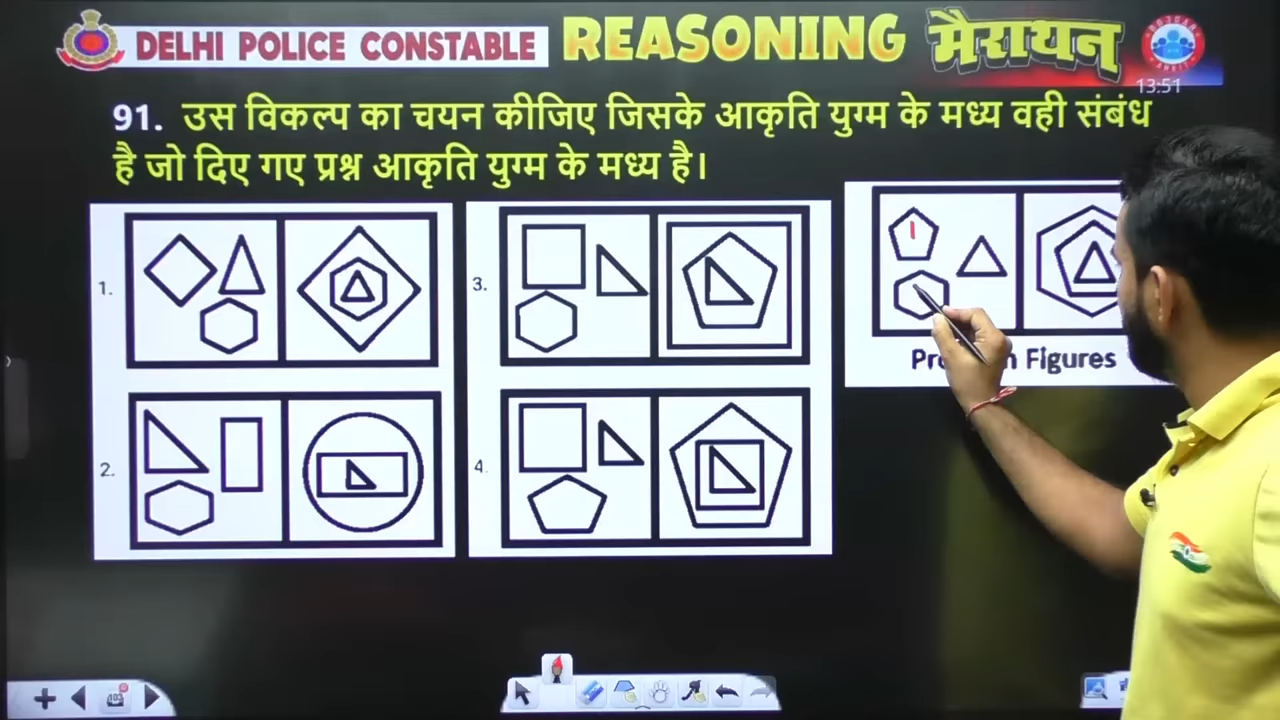 DELHI POLICE CONSTABLE REASONING मैराथन
13:51
91. उस विकल्प का चयन कीजिए जिसके आकृति युग्म के मध्य वही संबंध
है जो दिए गए प्रश्न आकृति युग्म के मध्य है।
1.
2.
3.
4.
Figures